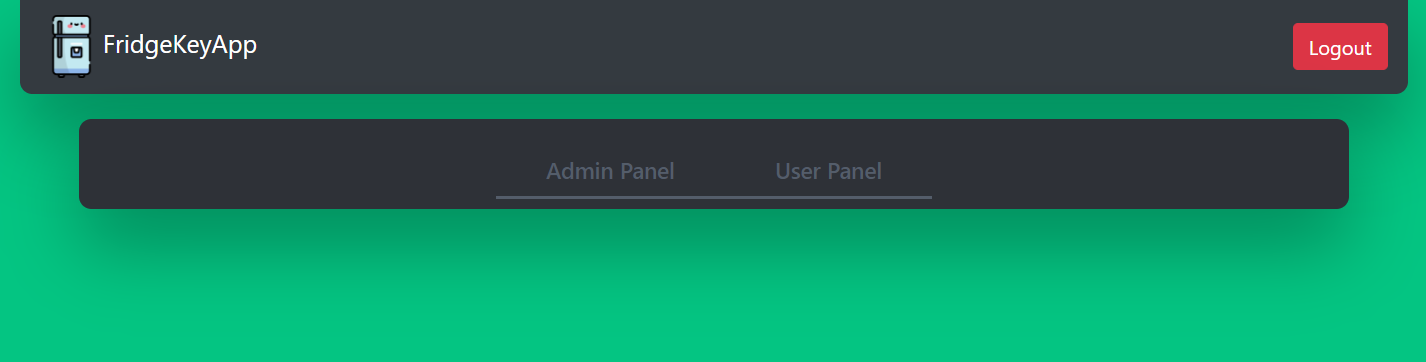 FridgeKeyApp
Logout
Admin Panel
User Panel